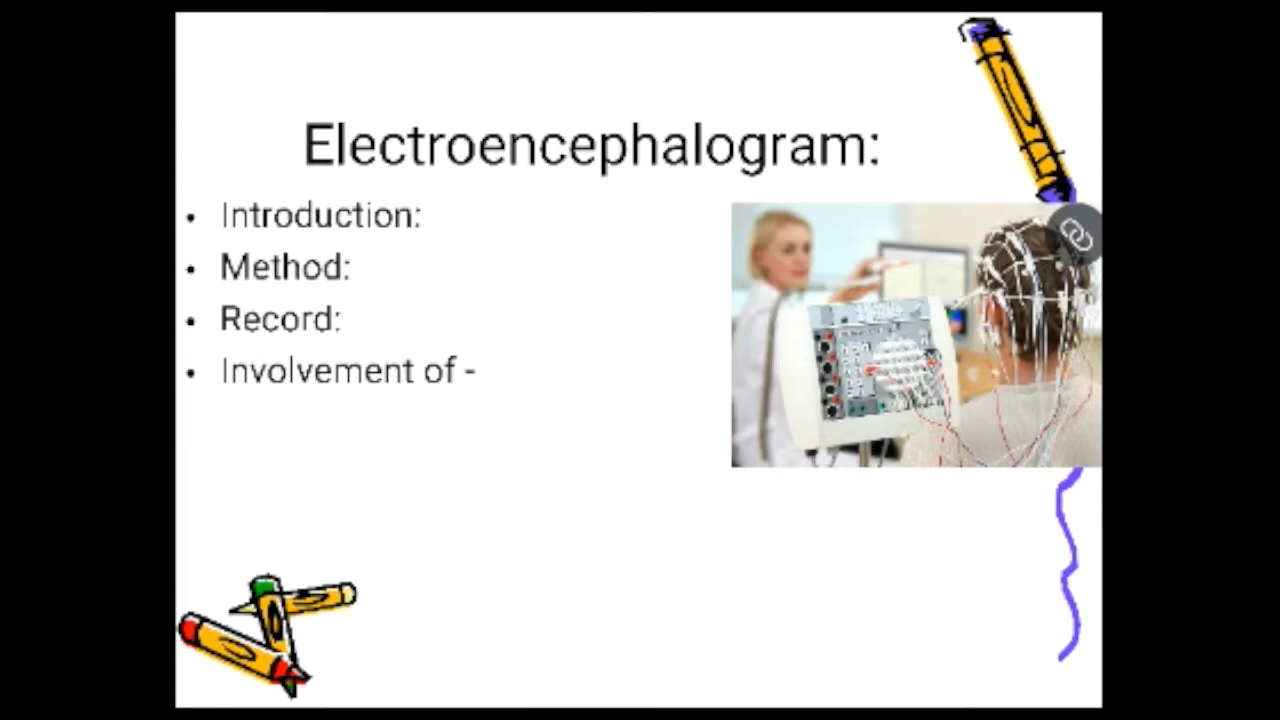 Electroencephalogram:
• Introduction:
• Method:
• Record:
• Involvement of -